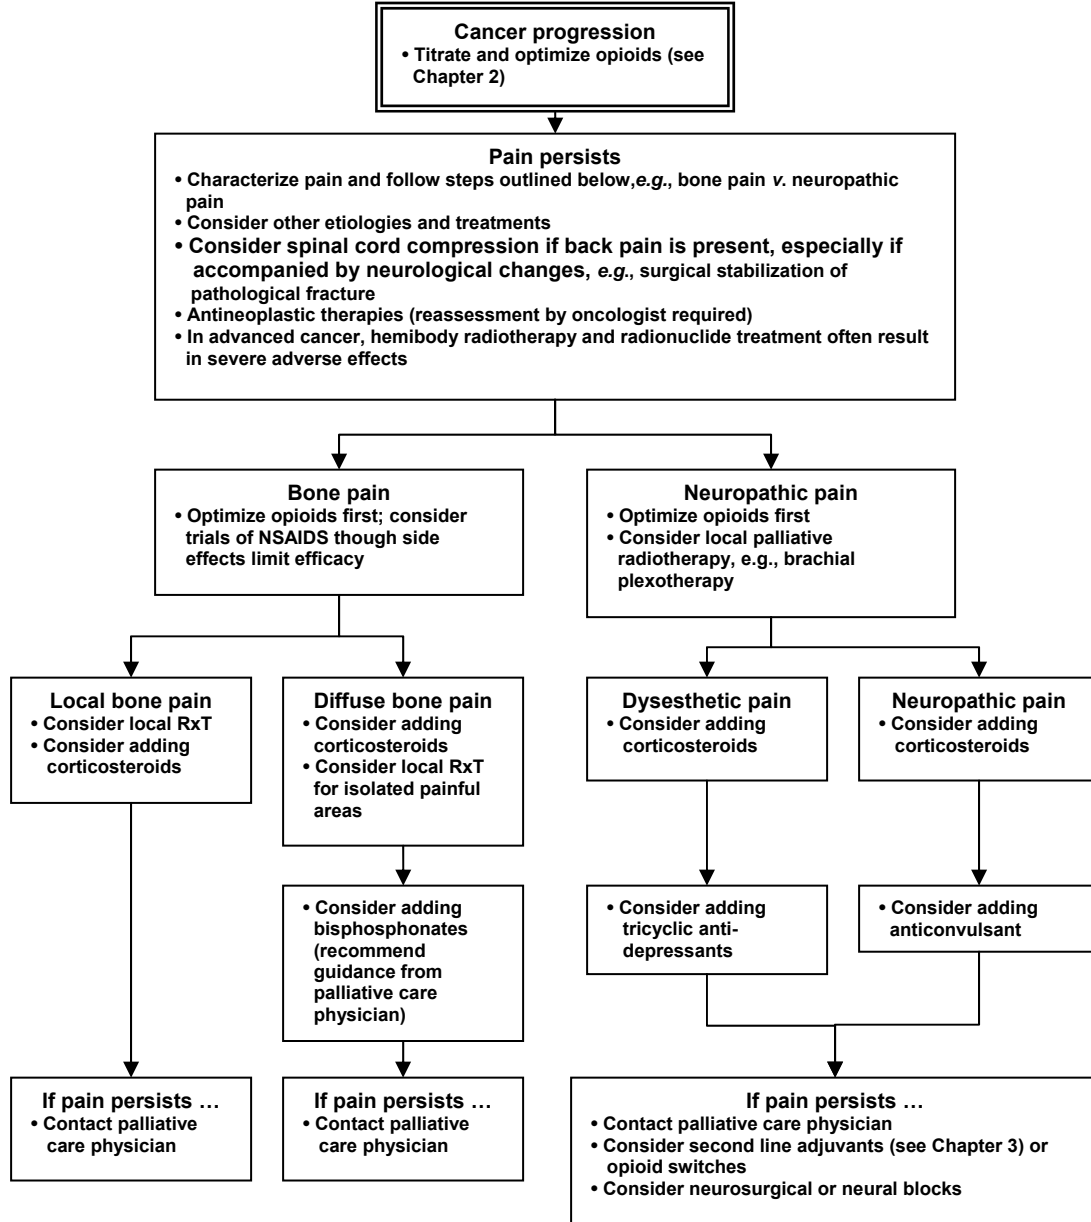 Cancer progression
• Titrate and optimize opioids (see
Chapter 2)
Pain persists
• Characterize pain and follow steps outlined below,e.g., bone pain v. neuropathic
pain
• Consider other etiologies and treatments
• Consider spinal cord compression if back pain is present, especially if
accompanied by neurological changes, e.g., surgical stabilization of
pathological fracture
• Antineoplastic therapies (reassessment by oncologist required)
• In advanced cancer, hemibody radiotherapy and radionuclide treatment often result
in severe adverse effects
Bone pain
• Optimize opioids first; consider
trials of NSAIDS though side
effects limit efficacy
Neuropathic pain
• Optimize opioids first
• Consider local palliative
radiotherapy, e.g., brachial
plexotherapy
Local bone pain
• Consider local RxT
• Consider adding
corticosteroids
Diffuse bone pain
• Consider adding
corticosteroids
• Consider local RxT
for isolated painful
areas
Dysesthetic pain
• Consider adding
corticosteroids
Neuropathic pain
• Consider adding
corticosteroids
• Consider adding
bisphosphonates
(recommend
guidance from
palliative care
physician)
• Consider adding
tricyclic anti-
depressants
• Consider adding
anticonvulsant
If pain persists …
• Contact palliative
care physician
If pain persists …
• Contact palliative
care physician
If pain persists …
• Contact palliative care physician
• Consider second line adjuvants (see Chapter 3) or
opioid switches
• Consider neurosurgical or neural blocks